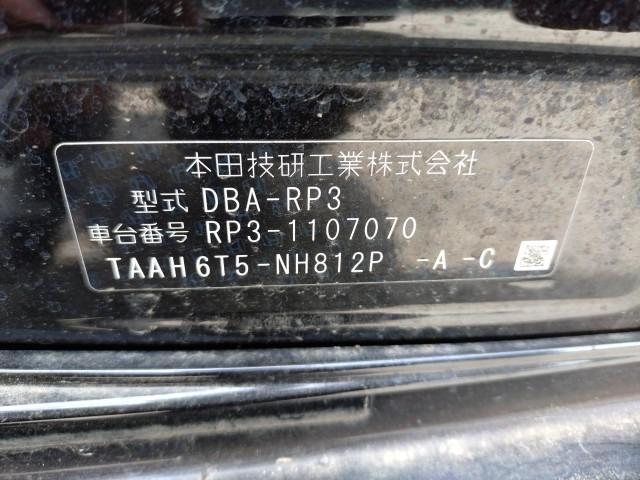 本田技研工業株式会社
型式 DBA-RP3
車台番号 RP3-1107070
TAAH6T5-NH812P -A -C